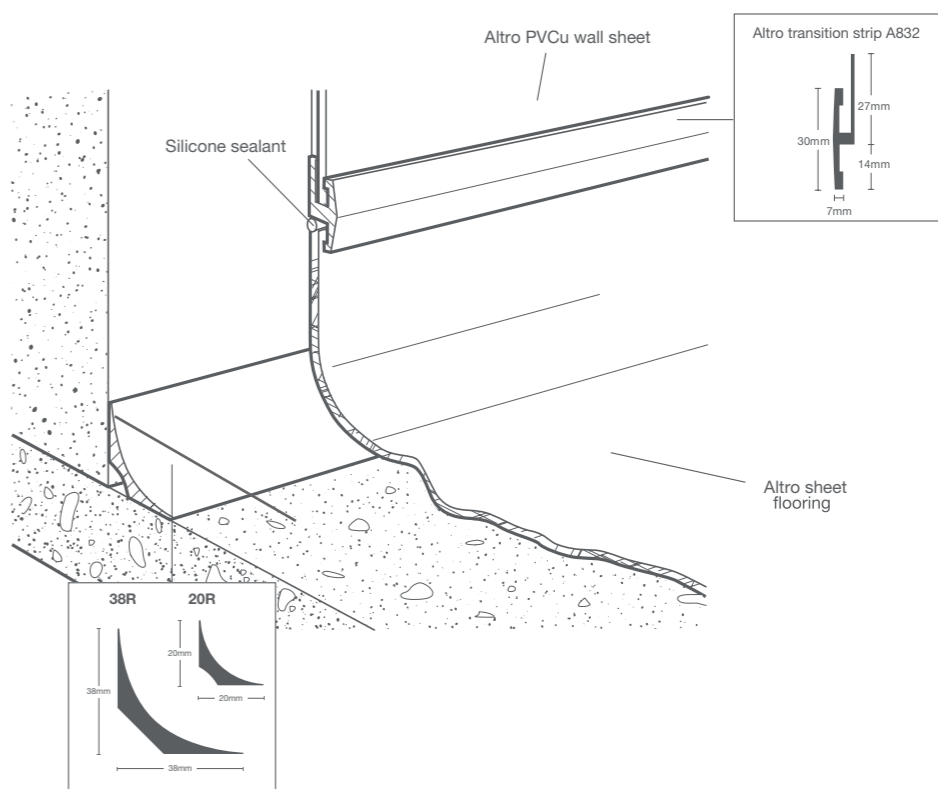 Altro PVCu wall sheet
Altro transition strip A832
27mm
30mm
14mm
7mm
Silicone sealant
Altro sheet
flooring
38R 20R
20mm
38mm
20mm
38mm